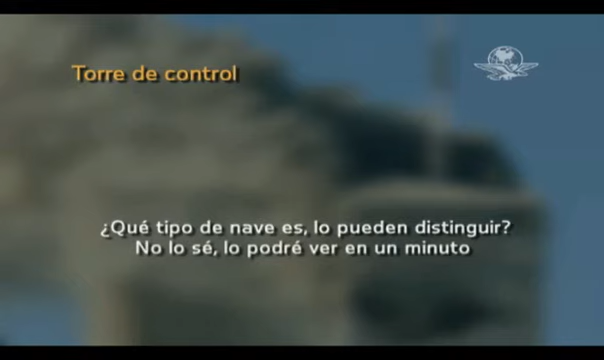 Torre de control
¿Qué tipo de nave es, lo pueden distinguir?
No lo sé, lo podré ver en un minuto